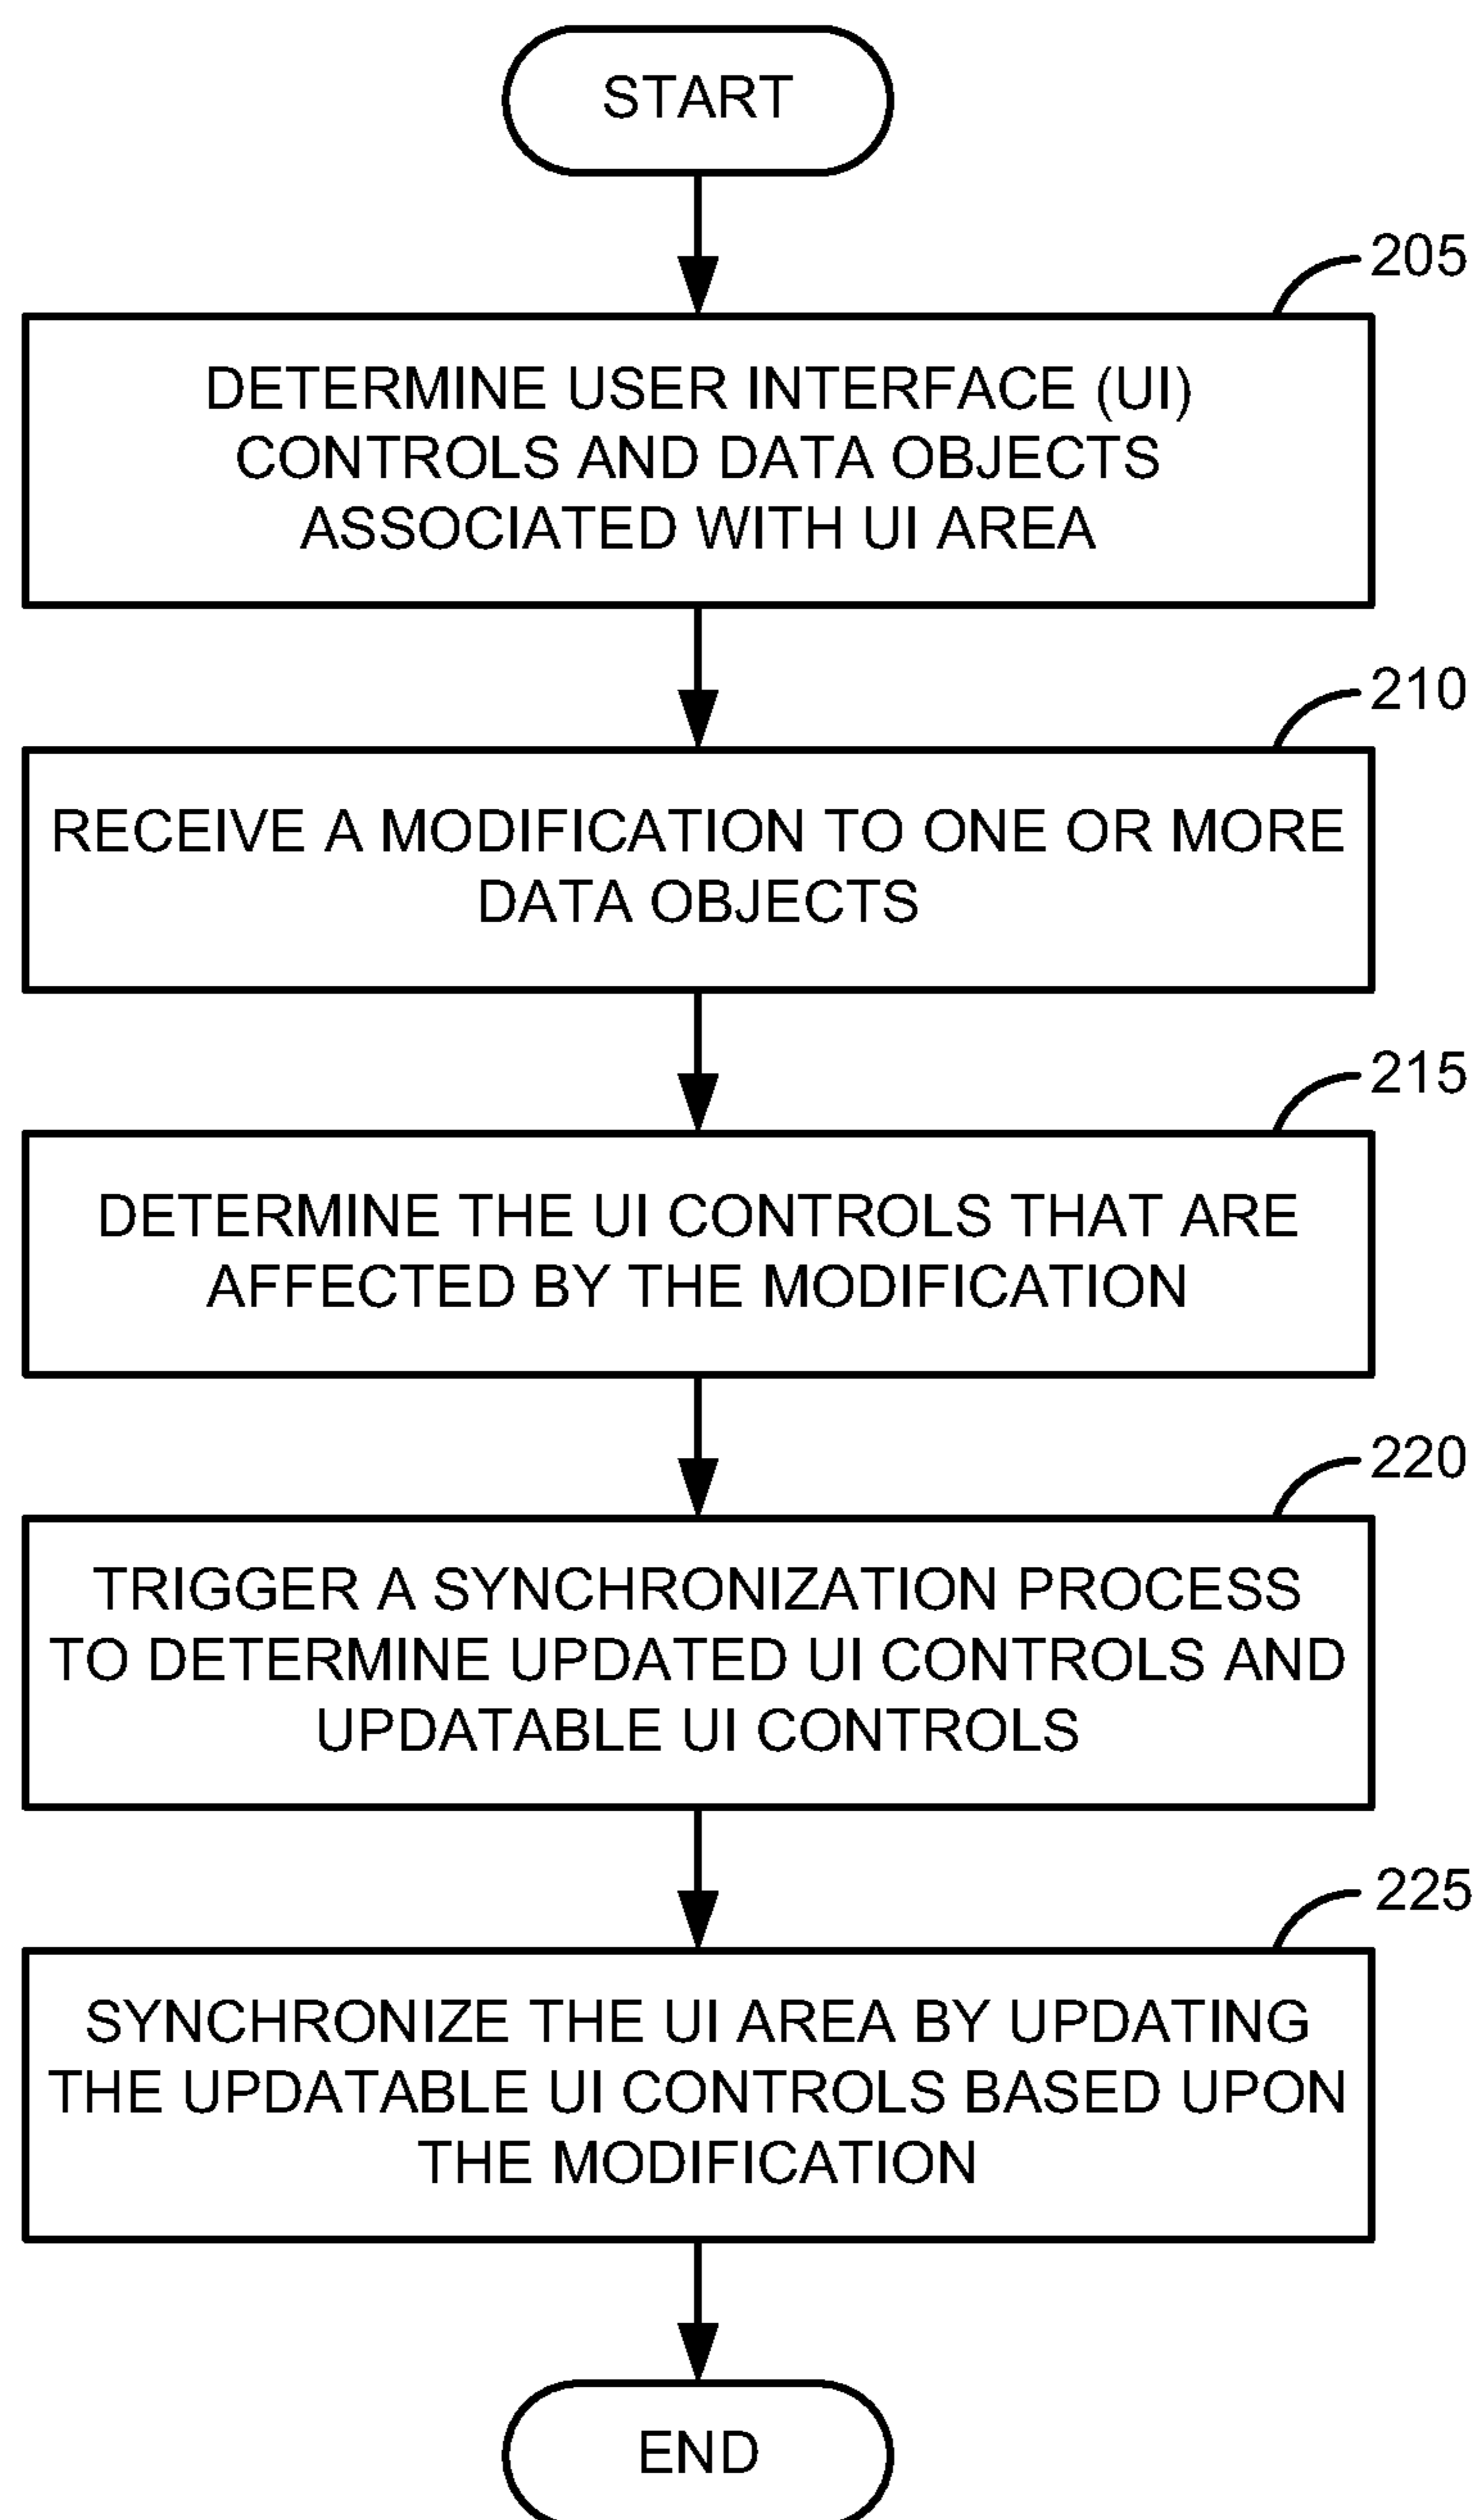 START
205
DETERMINE USER INTERFACE (UI)
CONTROLS AND DATA OBJECTS
ASSOCIATED WITH UI AREA
210
RECEIVE A MODIFICATION TO ONE OR MORE
DATA OBJECTS
215
DETERMINE THE UI CONTROLS THAT ARE
AFFECTED BY THE MODIFICATION
220
TRIGGER A SYNCHRONIZATION PROCESS
TO DETERMINE UPDATED UI CONTROLS AND
UPDATABLE UI CONTROLS
225
SYNCHRONIZE THE UI AREA BY UPDATING
THE UPDATABLE UI CONTROLS BASED UPON
THE MODIFICATION
END